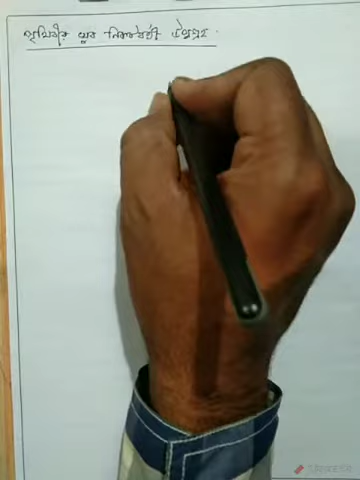 পৃথিবীর খুব নিকটবর্তী উপগ্রহ